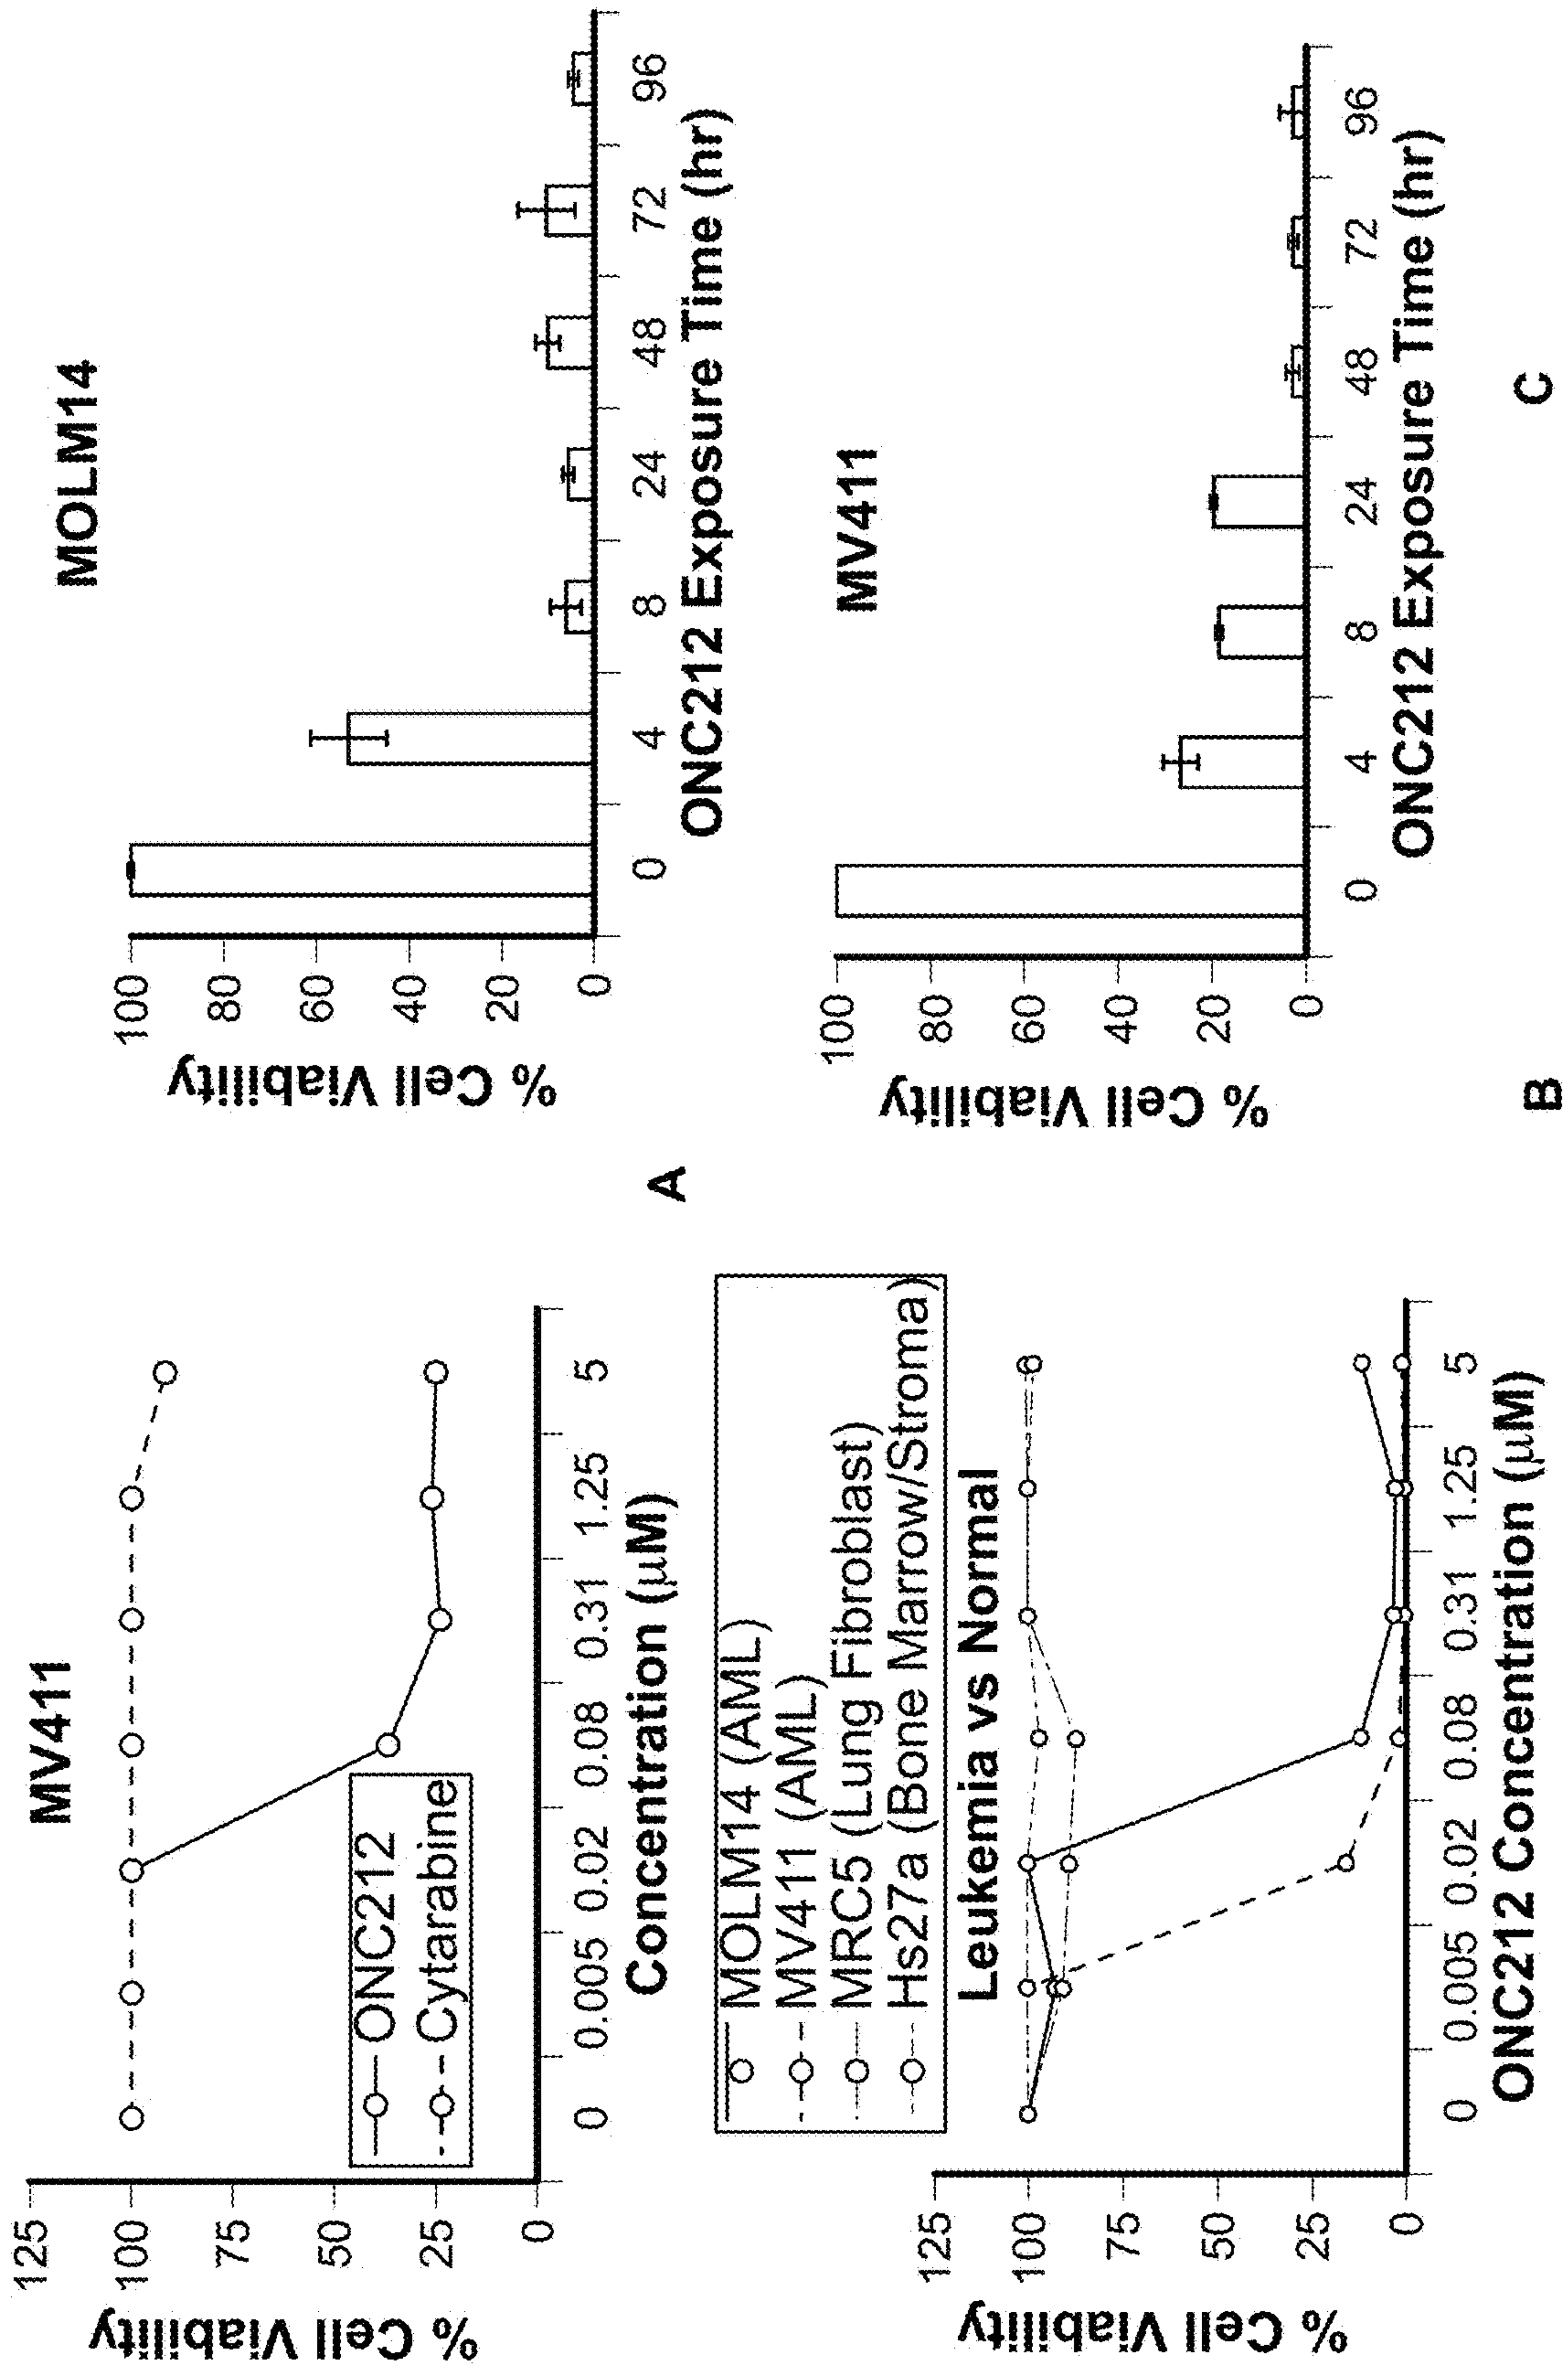 MV411
% Cell Viability
125
100
75
50
25
0
ONC212
Cytarabine
0 0.005 0.02 0.08 0.31 1.25 5
Concentration (μM)
A
MOLM14 (AML)
MV411 (AML)
MRC5 (Lung Fibroblast)
Hs27a (Bone Marrow/Stroma)
Leukemia vs Normal
% Cell Viability
125
100
75
50
25
0
0 0.005 0.02 0.08 0.31 1.25 5
ONC212 Concentration (μM)
B
MOLM14
% Cell Viability
100
80
60
40
20
0
0 4 8 24 48 72 96
ONC212 Exposure Time (hr)
MV411
% Cell Viability
100
80
60
40
20
0
0 4 8 24 48 72 96
ONC212 Exposure Time (hr)
C